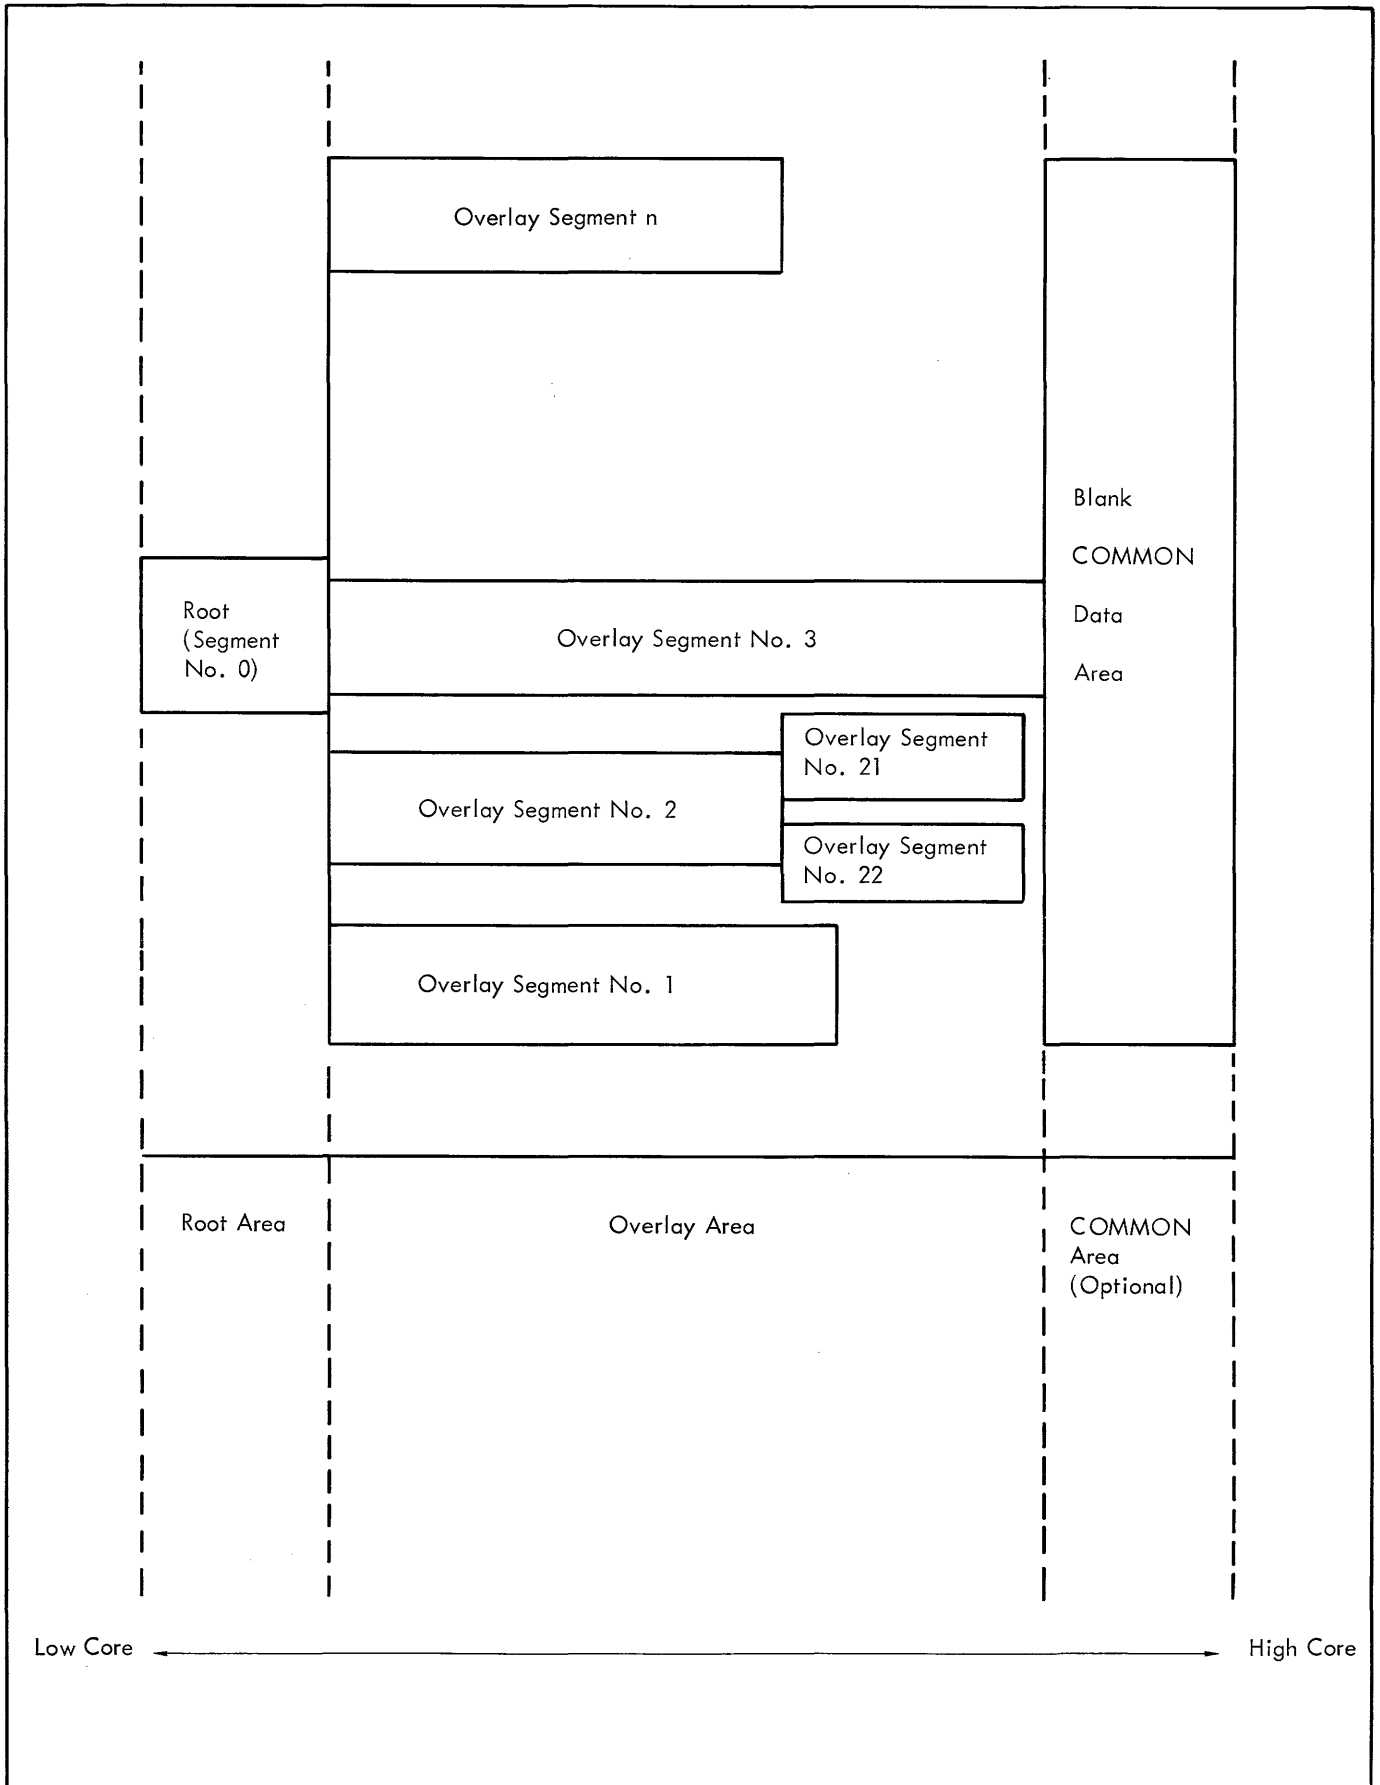 Overlay Segment n
Blank
COMMON
Data
Area
Root
(Segment
No. 0)
Overlay Segment No. 3
Overlay Segment
No. 21
Overlay Segment No. 2
Overlay Segment
No. 22
Overlay Segment No. 1
Root Area
Overlay Area
COMMON
Area
(Optional)
Low Core
High Core